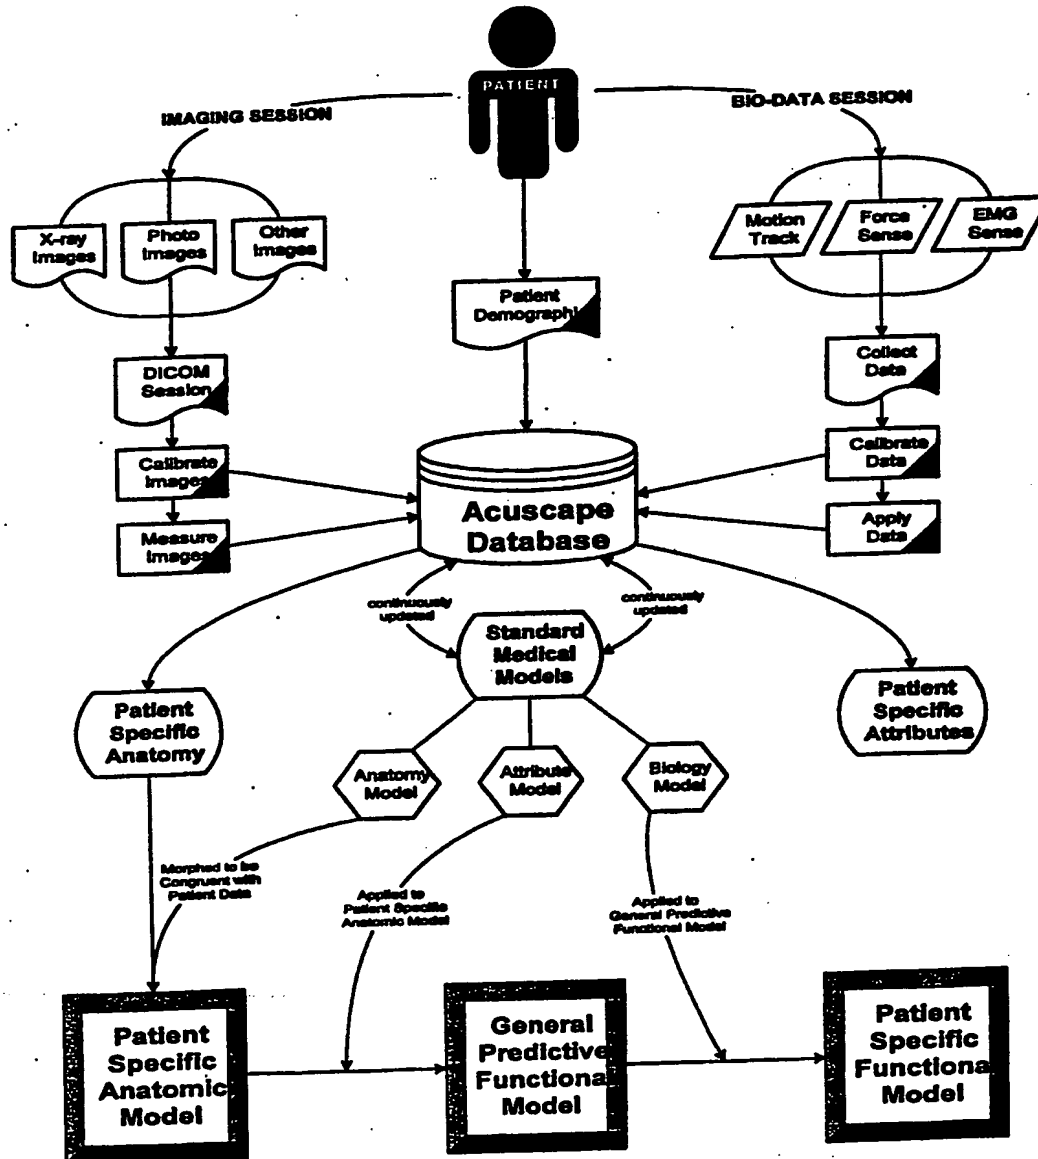 PATIENT
IMAGING SESSION
BIO-DATA SESSION
X-ray
Images
Photo
Images
Other
Images
Motion
Track
Force
Sense
EMG
Sense
Patient
Demographi
DICOM
Session
Collect
Data
Calibrate
Images
Calibrate
Data
Measure
Images
Apply
Data
Acuscape
Database
continuously
updated
continuously
updated
Standard
Medical
Models
Patient
Specific
Anatomy
Patient
Specific
Attributes
Anatomy
Model
Attribute
Model
Biology
Model
Morphed to be
Congruent with
Patient Data
Applied to
Patient Specific
Anatomic Model
Applied to
General Predictive
Functional Model
Patient
Specific
Anatomic
Model
General
Predictive
Functional
Model
Patient
Specific
Functional
Model